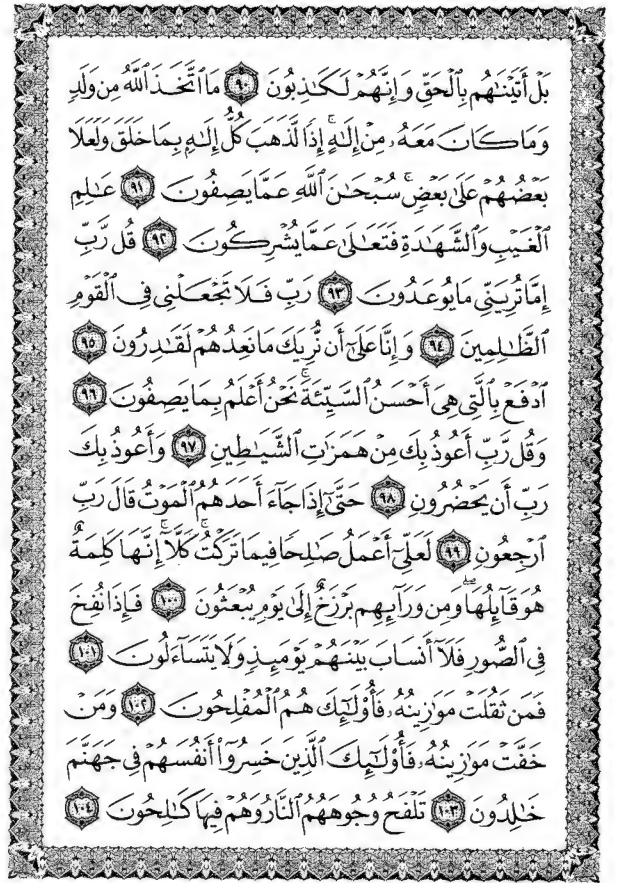 بَلْ أَتَيْنَٰهُم بِٱلْحَقِّ وَإِنَّهُمْ لَكَٰذِبُونَ ٩٠ مَا ٱتَّخَذَ ٱللَّهُ مِن وَلَدٍ
وَمَا كَانَ مَعَهُۥ مِنْ إِلَٰهٍ ۚ إِذًا لَّذَهَبَ كُلُّ إِلَٰهٍۭ بِمَا خَلَقَ وَلَعَلَا
بَعْضُهُمْ عَلَىٰ بَعْضٍ ۚ سُبْحَٰنَ ٱللَّهِ عَمَّا يَصِفُونَ ٩١ عَٰلِمِ
ٱلْغَيْبِ وَٱلشَّهَٰدَةِ فَتَعَٰلَىٰ عَمَّا يُشْرِكُونَ ٩٢ قُل رَّبِّ
إِمَّا تُرِيَنِّى مَا يُوعَدُونَ ٩٣ رَبِّ فَلَا تَجْعَلْنِى فِى ٱلْقَوْمِ
ٱلظَّٰلِمِينَ ٩٤ وَإِنَّا عَلَىٰٓ أَن نُّرِيَكَ مَا نَعِدُهُمْ لَقَٰدِرُونَ ٩٥
ٱدْفَعْ بِٱلَّتِى هِىَ أَحْسَنُ ٱلسَّيِّئَةَ ۚ نَحْنُ أَعْلَمُ بِمَا يَصِفُونَ ٩٦
وَقُل رَّبِّ أَعُوذُ بِكَ مِنْ هَمَزَٰتِ ٱلشَّيَٰطِينِ ٩٧ وَأَعُوذُ بِكَ
رَبِّ أَن يَحْضُرُونِ ٩٨ حَتَّىٰٓ إِذَا جَآءَ أَحَدَهُمُ ٱلْمَوْتُ قَالَ رَبِّ
ٱرْجِعُونِ ٩٩ لَعَلِّىٓ أَعْمَلُ صَٰلِحًا فِيمَا تَرَكْتُ ۚ كَلَّآ ۚ إِنَّهَا كَلِمَةٌ
هُوَ قَآئِلُهَا ۖ وَمِن وَرَآئِهِم بَرْزَخٌ إِلَىٰ يَوْمِ يُبْعَثُونَ ١٠٠ فَإِذَا نُفِخَ
فِى ٱلصُّورِ فَلَآ أَنسَابَ بَيْنَهُمْ يَوْمَئِذٍ وَلَا يَتَسَآءَلُونَ ١٠١
فَمَن ثَقُلَتْ مَوَٰزِينُهُۥ فَأُو۟لَٰٓئِكَ هُمُ ٱلْمُفْلِحُونَ ١٠٢ وَمَنْ
خَفَّتْ مَوَٰزِينُهُۥ فَأُو۟لَٰٓئِكَ ٱلَّذِينَ خَسِرُوٓا۟ أَنفُسَهُمْ فِى جَهَنَّمَ
خَٰلِدُونَ ١٠٣ تَلْفَحُ وُجُوهَهُمُ ٱلنَّارُ وَهُمْ فِيهَا كَٰلِحُونَ ١٠٤